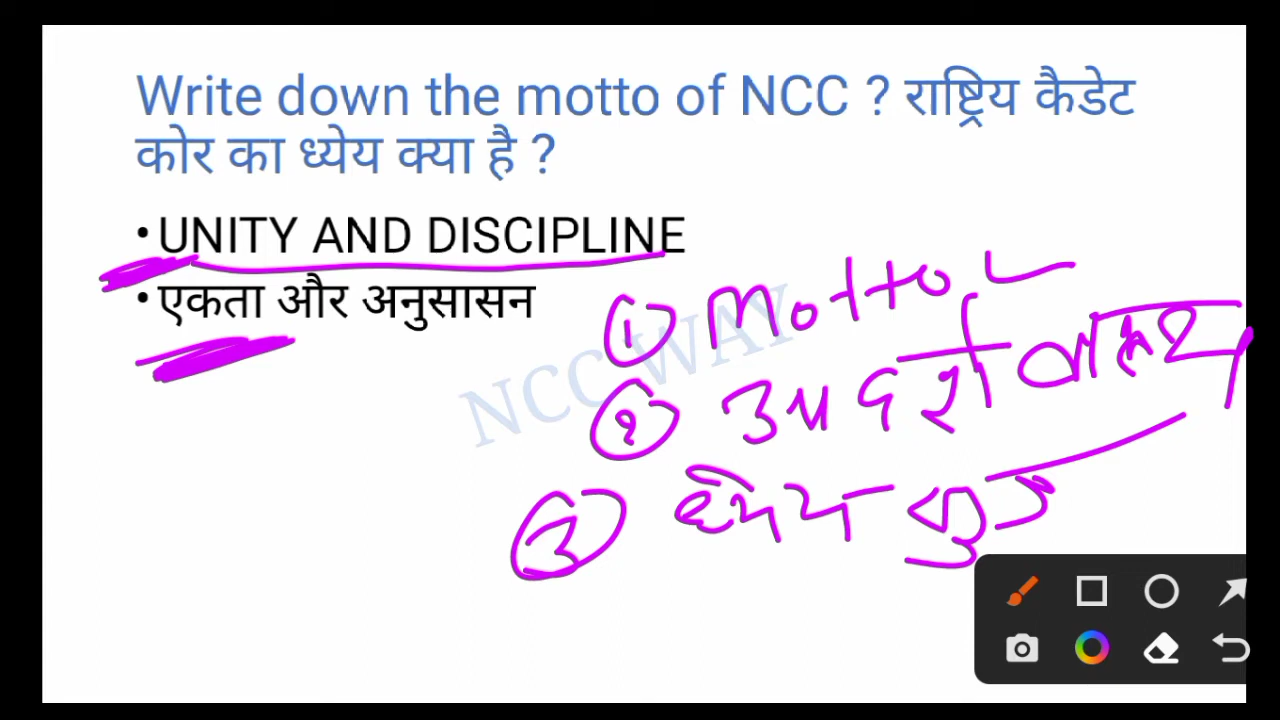 Write down the motto of NCC ? राष्ट्रिय कैडेट
कोर का ध्येय क्या है ?
•UNITY AND DISCIPLINE
•एकता और अनुसासन
① Motto
NCC WAY
②
③ ध्येय